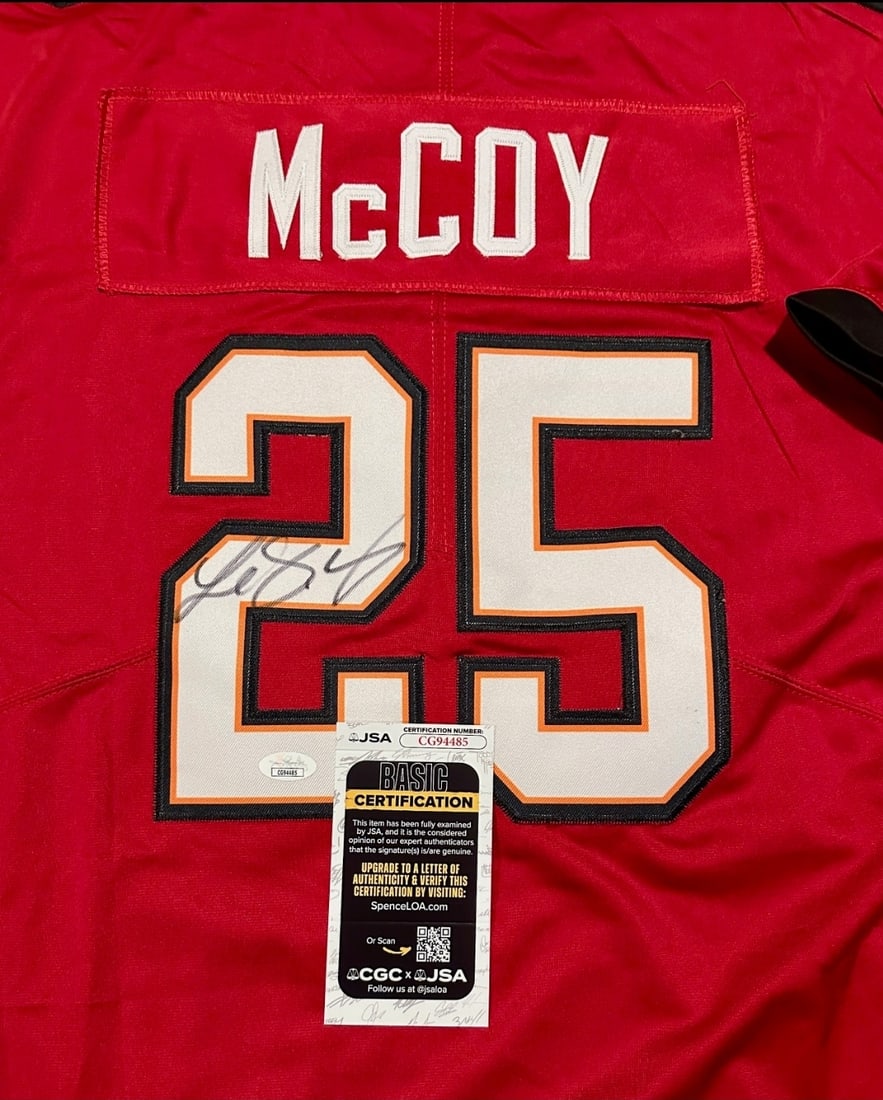 McCOY
25
JSA
CERTIFICATION NUMBER:
CG94485
CG94485
BASIC
CERTIFICATION
This item has been fully examined
by JSA, and it is the considered
opinion of our expert authenticators
that the signature(s) is/are genuine.
UPGRADE TO A LETTER OF
AUTHENTICITY & VERIFY THIS
CERTIFICATION BY VISITING:
SpenceLOA.com
Or Scan
CGC x JSA
Follow us at @jsaloa